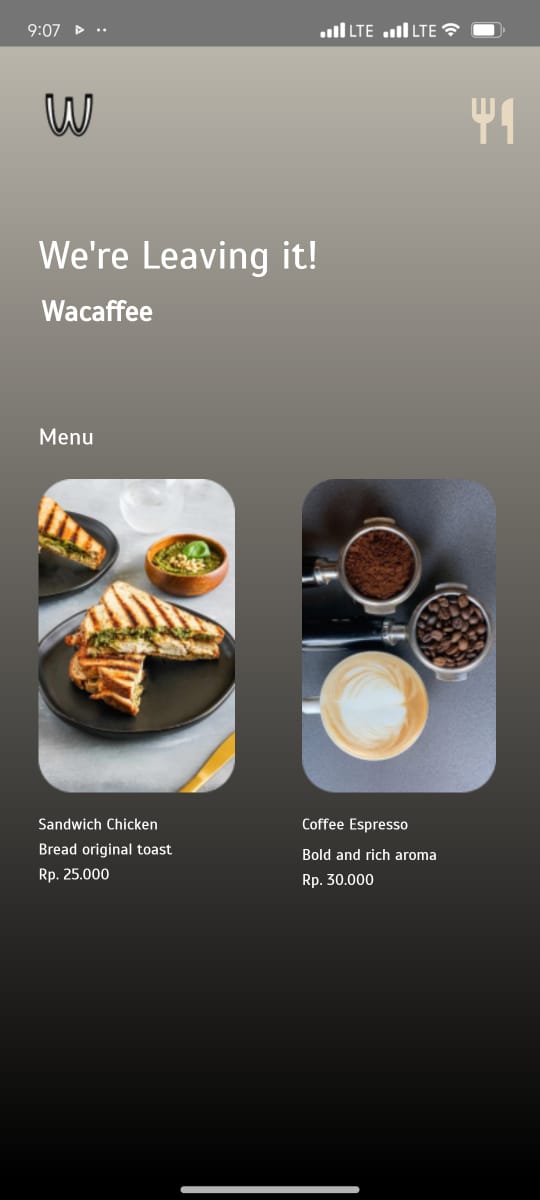 9:07 LTE LTE
W
We're Leaving it!
Wacaffee
Menu
Sandwich Chicken
Bread original toast
Rp. 25.000
Coffee Espresso
Bold and rich aroma
Rp. 30.000